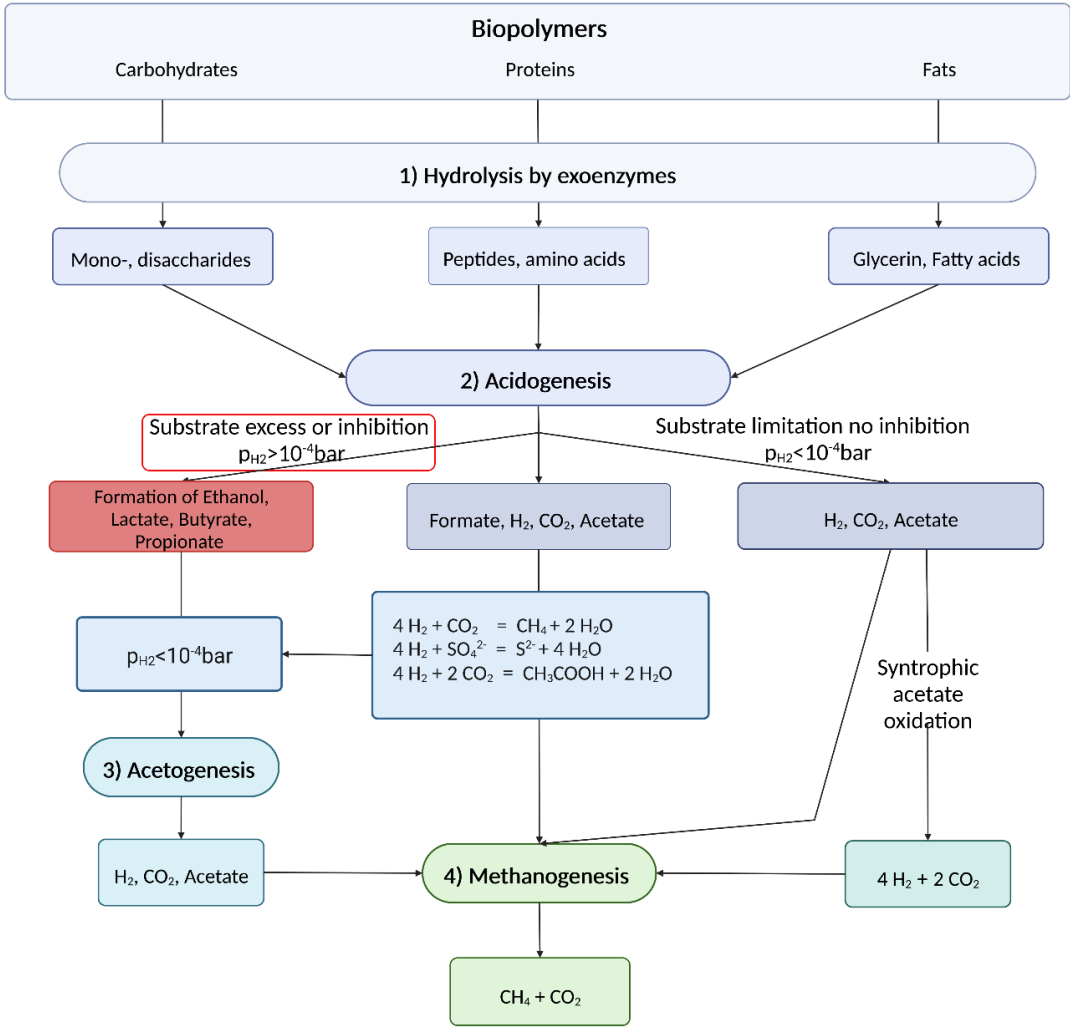 Biopolymers
Carbohydrates
Proteins
Fats
1) Hydrolysis by exoenzymes
Mono-, disaccharides
Peptides, amino acids
Glycerin, Fatty acids
2) Acidogenesis
Substrate excess or inhibition
p_H2>10⁻⁴bar
Substrate limitation no inhibition
p_H2<10⁻⁴bar
Formation of Ethanol,
Lactate, Butyrate,
Propionate
Formate, H₂, CO₂, Acetate
H₂, CO₂, Acetate
4 H₂ + CO₂ = CH₄ + 2 H₂O
4 H₂ + SO₄²⁻ = S²⁻ + 4 H₂O
4 H₂ + 2 CO₂ = CH₃COOH + 2 H₂O
p_H2<10⁻⁴bar
Syntrophic
acetate
oxidation
3) Acetogenesis
H₂, CO₂, Acetate
4) Methanogenesis
4 H₂ + 2 CO₂
CH₄ + CO₂